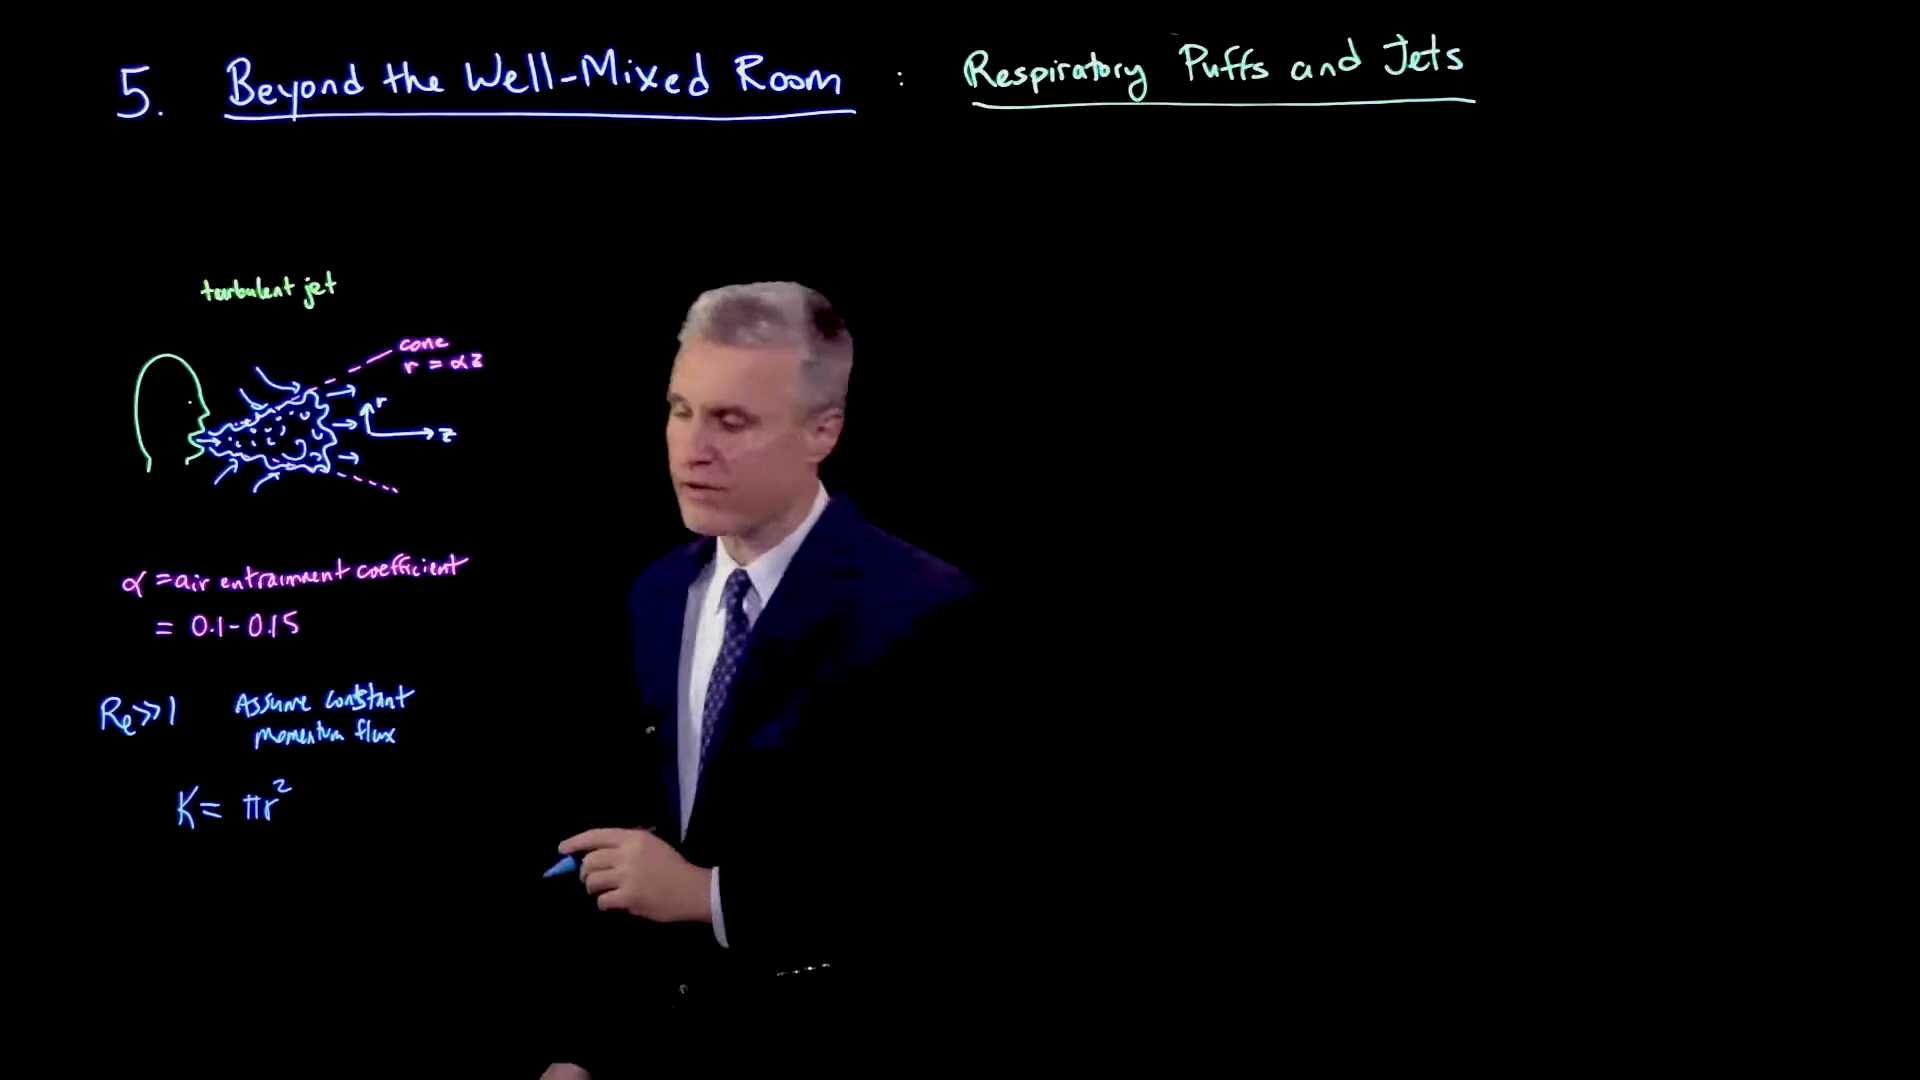 5. Beyond the Well-Mixed Room : Respiratory Puffs and Jets
turbulent jet
cone
r = αz
r
z
α = air entrainment coefficient
= 0.1 - 0.15
Re >> 1 Assume constant
momentum flux
K = πr²